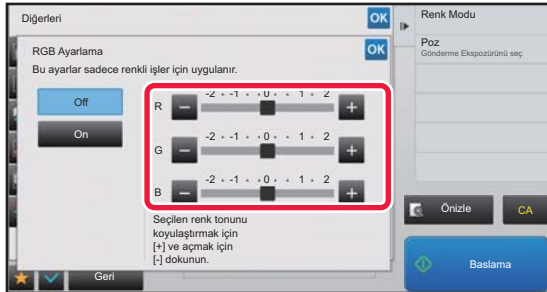 Diğerleri
OK
RGB Ayarlama
OK
Bu ayarlar sadece renkli işler için uygulanır.
Off
On
R
-2 • -1 • • 0 • • 1 • 2
− +
G
-2 • -1 • • 0 • • 1 • 2
− +
B
-2 • -1 • • 0 • • 1 • 2
− +
Seçilen renk tonunu
koyulaştırmak için
[+] ve açmak için
[-] dokunun.
Geri
Renk Modu
Poz
Gönderme Ekspozürünü seç
Önizle
CA
Baslama